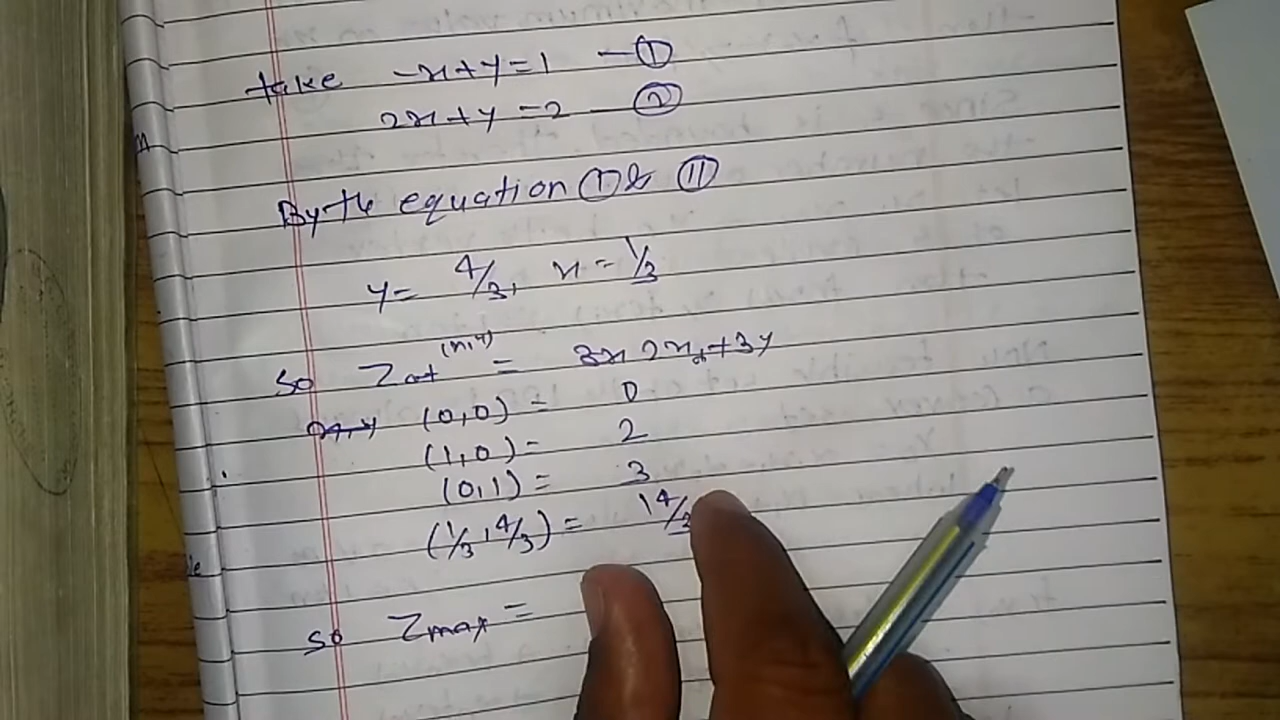 take -x+y=1 —①
2x+y=2 —②
By the equation ① & ⑪
y= 4/3, x= 1/3
so Z at (x,y) = 2x+3y
(0,0) = 0
(1,0) = 2
(0,1) = 3
(1/3, 4/3) = 14/3
so Zmax =